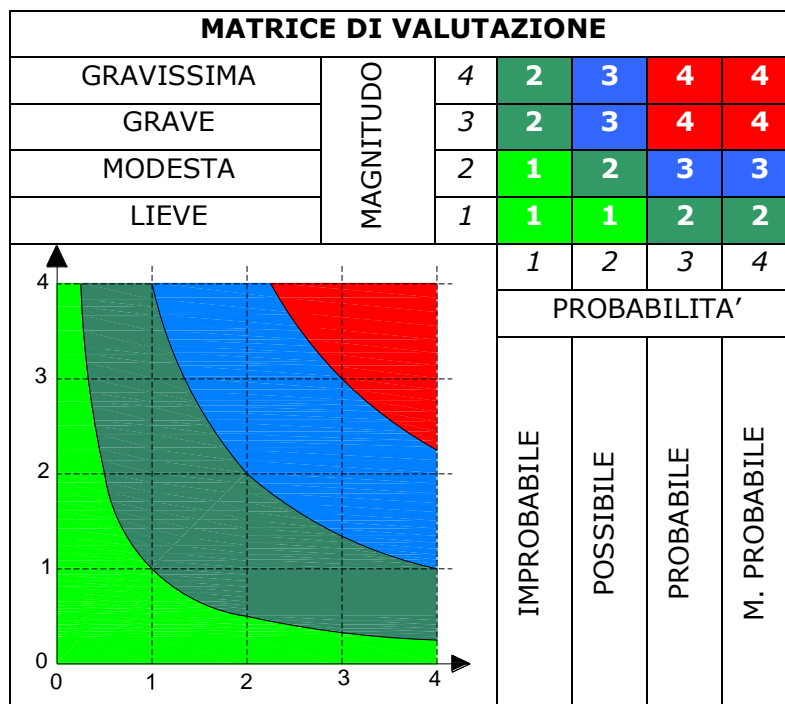 MATRICE DI VALUTAZIONE
GRAVISSIMA
MAGNITUDO
4 2 3 4 4
GRAVE
3 2 3 4 4
MODESTA
2 1 2 3 3
LIEVE
1 1 1 2 2
1 2 3 4
PROBABILITA’
IMPROBABILE
POSSIBILE
PROBABILE
M. PROBABILE
4
3
2
1
0
0 1 2 3 4